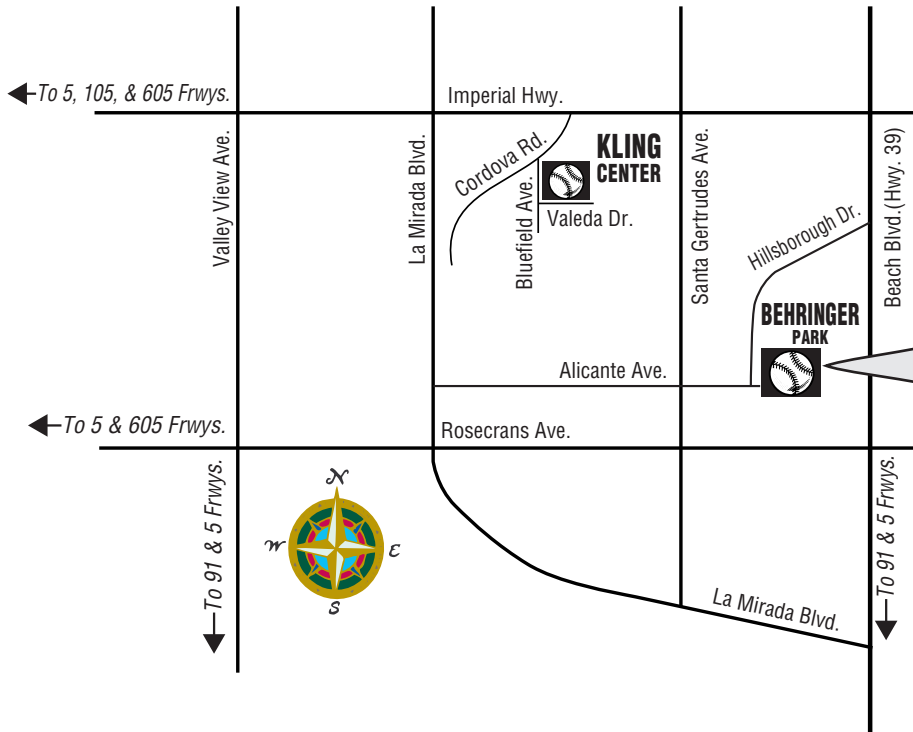 To 5, 105, & 605 Frwys.
Imperial Hwy.
Valley View Ave.
La Mirada Blvd.
Cordova Rd.
Bluefield Ave.
KLING
CENTER
Valeda Dr.
Santa Gertrudes Ave.
Hillsborough Dr.
Beach Blvd.(Hwy. 39)
BEHRINGER
PARK
Alicante Ave.
To 5 & 605 Frwys.
Rosecrans Ave.
To 91 & 5 Frwys.
N
W
E
S
La Mirada Blvd.
To 91 & 5 Frwys.